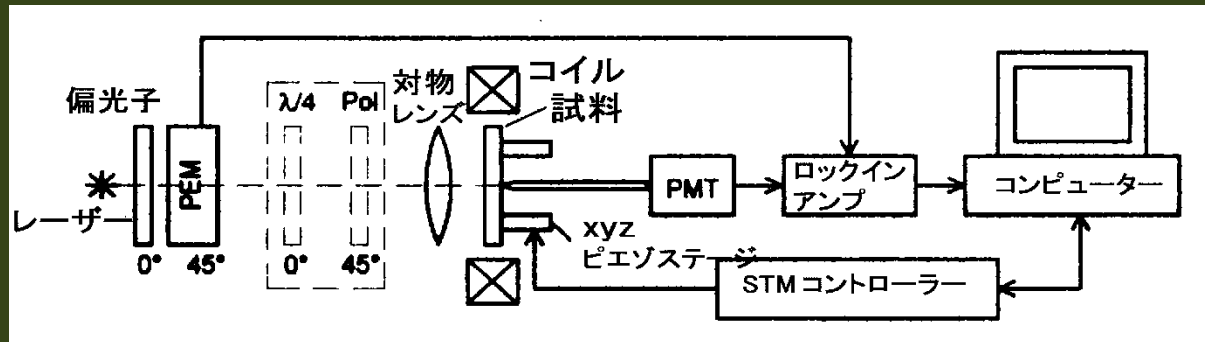 偏光子
レーザ
PEM
0°
45°
λ/4
Pol
0°
45°
対物
レンズ
コイル
試料
xyz
ピエゾステージ
PMT
ロックイン
アンプ
コンピューター
STMコントローラー